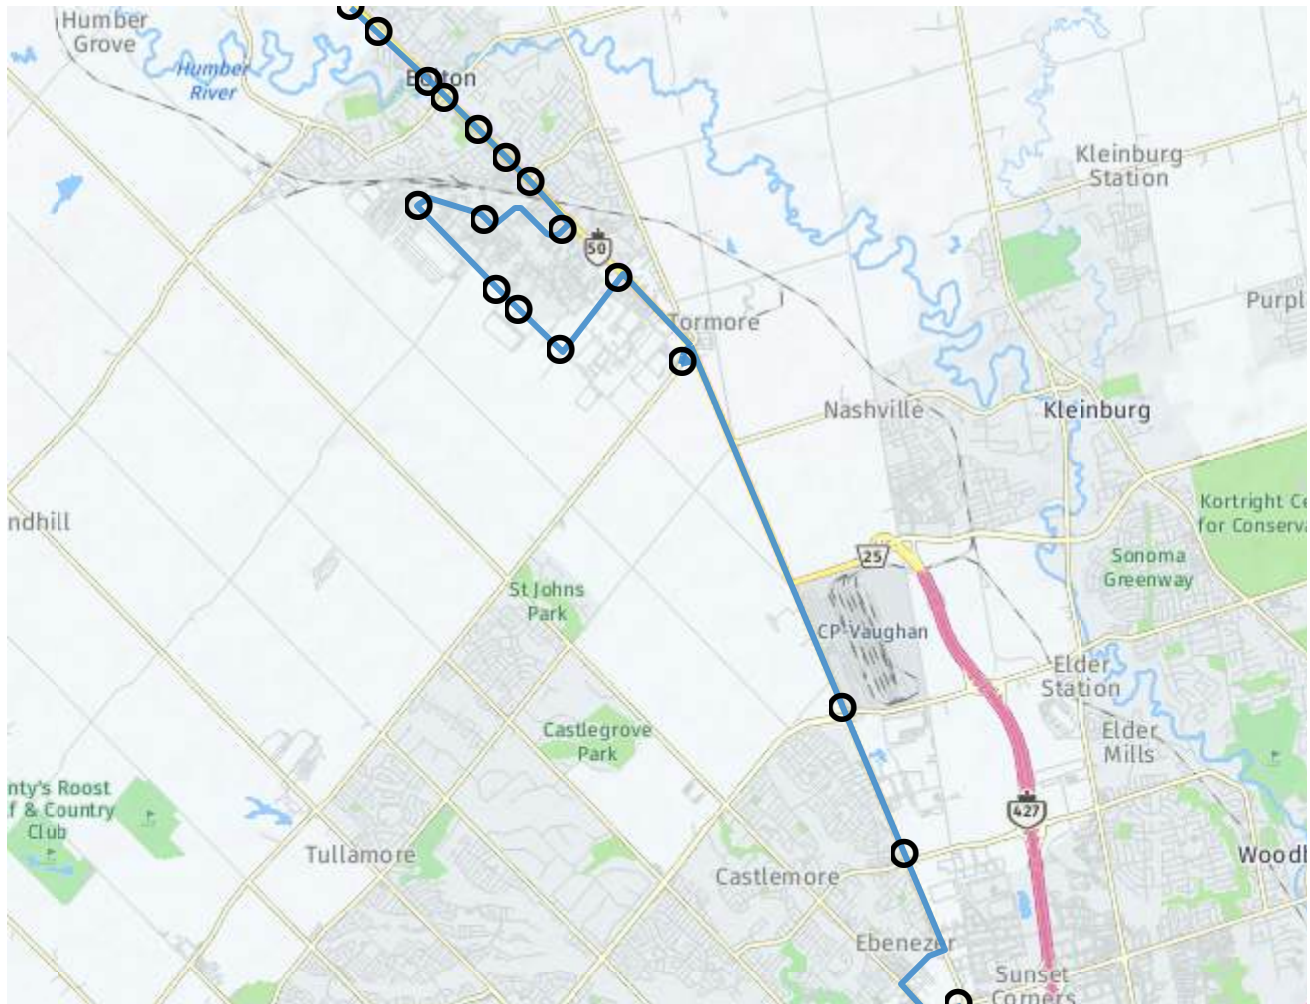 Humber
Grove
Humber
River
Bolton
Kleinburg
Station
50
Purpl
Tormore
Nashville
Kleinburg
Kortright Ce
for Conserva
ndhill
25
Sonoma
Greenway
St Johns
Park
CP Vaughan
Elder
Station
Castlegrove
Park
Elder
Mills
nty's Roost
f & Country
Club
427
Tullamore
Woodb
Castlemore
Ebenezer
Sunset
Corners